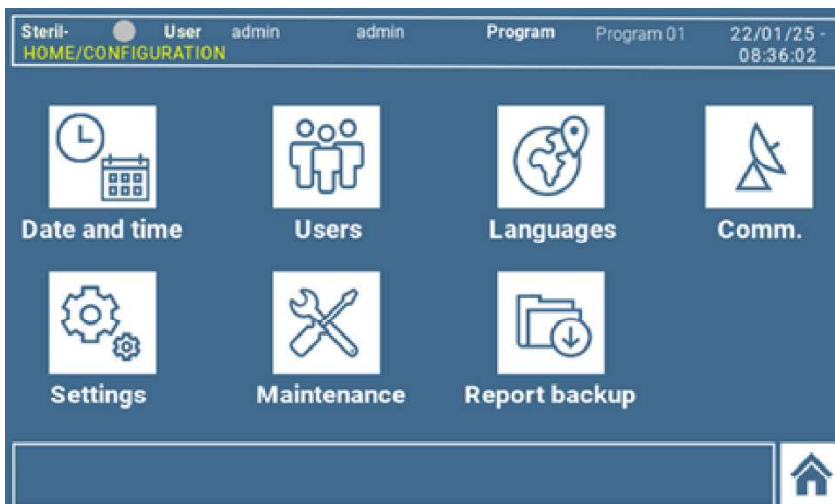 Steril- User admin admin Program Program 01 22/01/25 -
HOME/CONFIGURATION 08:36:02
Date and time Users Languages Comm.
Settings Maintenance Report backup